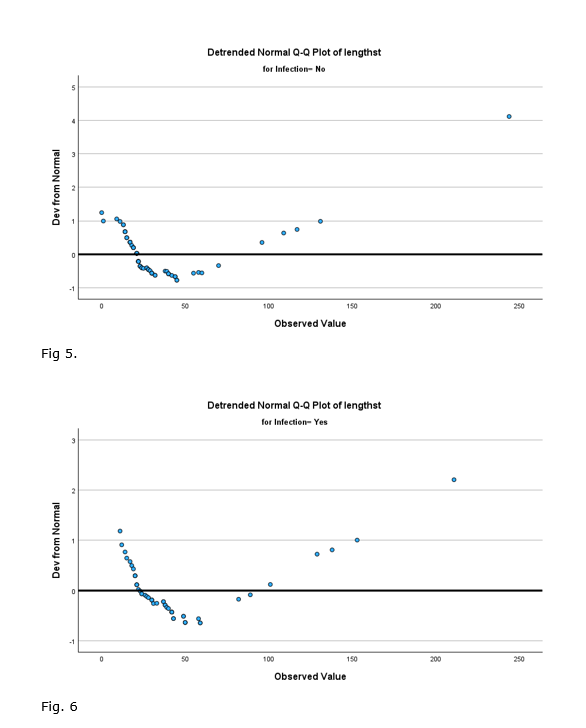 Detrended Normal Q-Q Plot of lengthst
for Infection= No
5
4
3
2
1
0
-1
Dev from Normal
0 50 100 150 200 250
Observed Value
Fig 5.
Detrended Normal Q-Q Plot of lengthst
for Infection= Yes
3
2
1
0
-1
Dev from Normal
0 50 100 150 200 250
Observed Value
Fig. 6